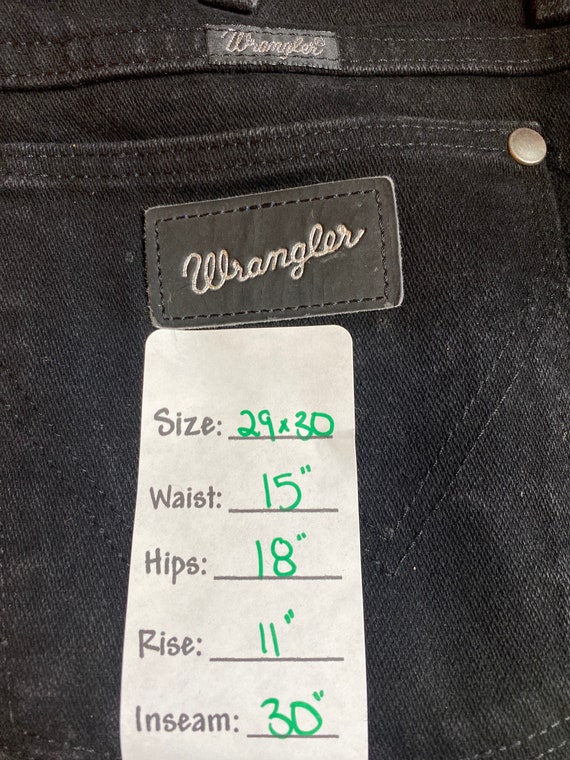 Wrangler
Wrangler
Size: 29x30
Waist: 15"
Hips: 18"
Rise: 11"
Inseam: 30"